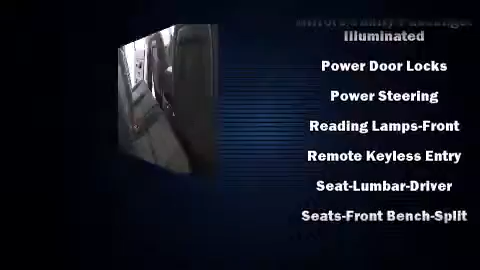 Illuminated
Power Door Locks
Power Steering
Reading Lamps-Front
Remote Keyless Entry
Seat-Lumbar-Driver
Seats-Front Bench-Split